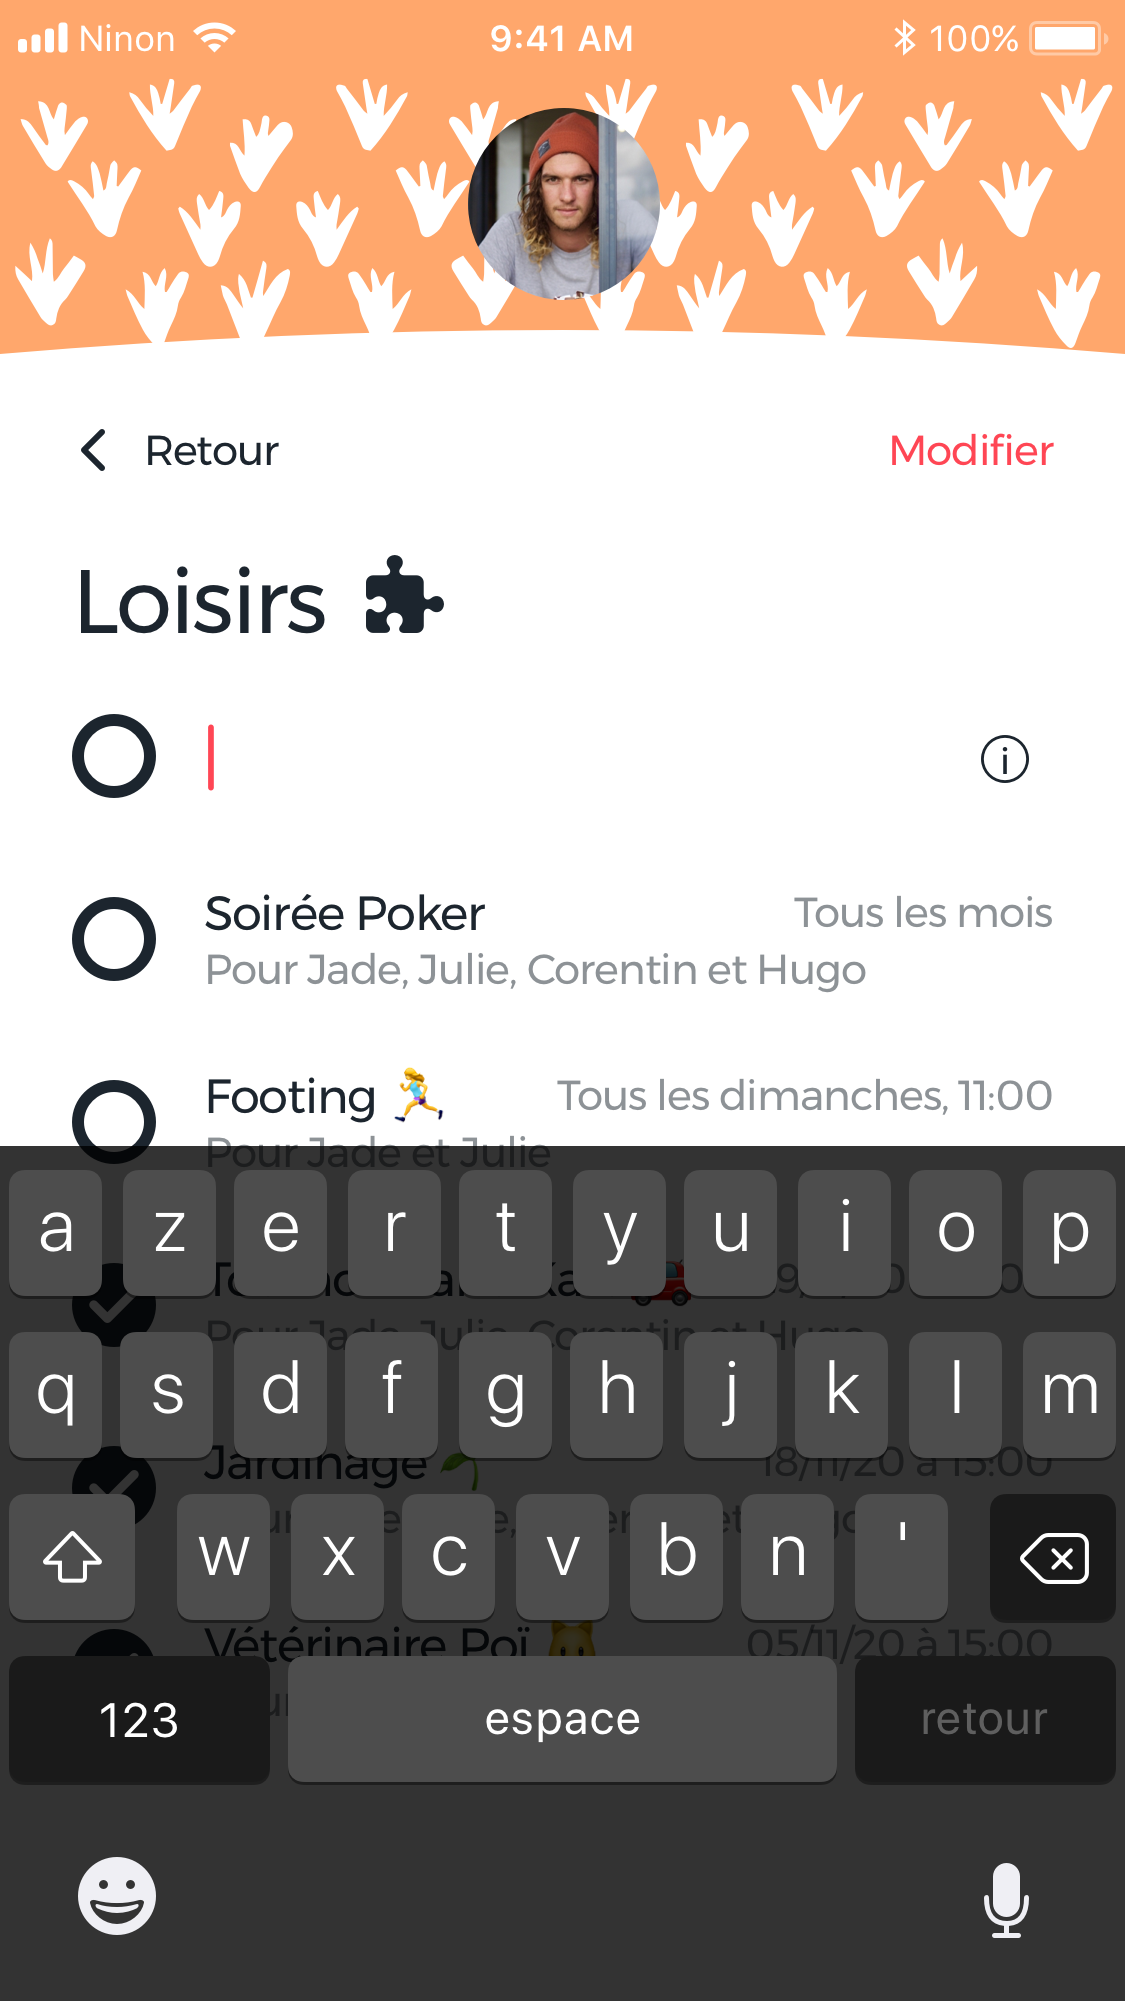 Ninon 9:41 AM 100%
Retour Modifier
Loisirs
Soirée Poker Tous les mois
Pour Jade, Julie, Corentin et Hugo
Footing Tous les dimanches, 11:00
Pour Jade et Julie
a z e r t y u i o p
Pour Jade, Julie, Corentin et Hugo
q s d f g h j k l m
Jardinage 18/11/20 à 15:00
w x c v b n '
Vétérinaire Poï 05/11/20 à 15:00
123 espace retour